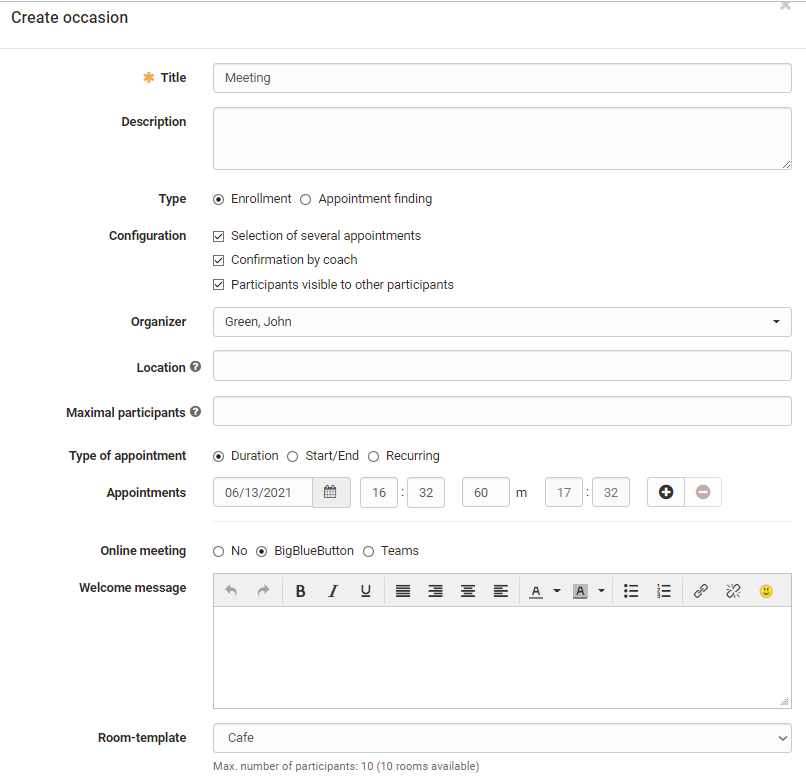 Create occasion
✱ Title Meeting
Description
Type Enrollment Appointment finding
Configuration Selection of several appointments
Confirmation by coach
Participants visible to other participants
Organizer Green, John
Location ?
Maximal participants ?
Type of appointment Duration Start/End Recurring
Appointments 06/13/2021 16 : 32 60 m 17 : 32
Online meeting No BigBlueButton Teams
Welcome message B I U A A
Room-template Cafe
Max. number of participants: 10 (10 rooms available)